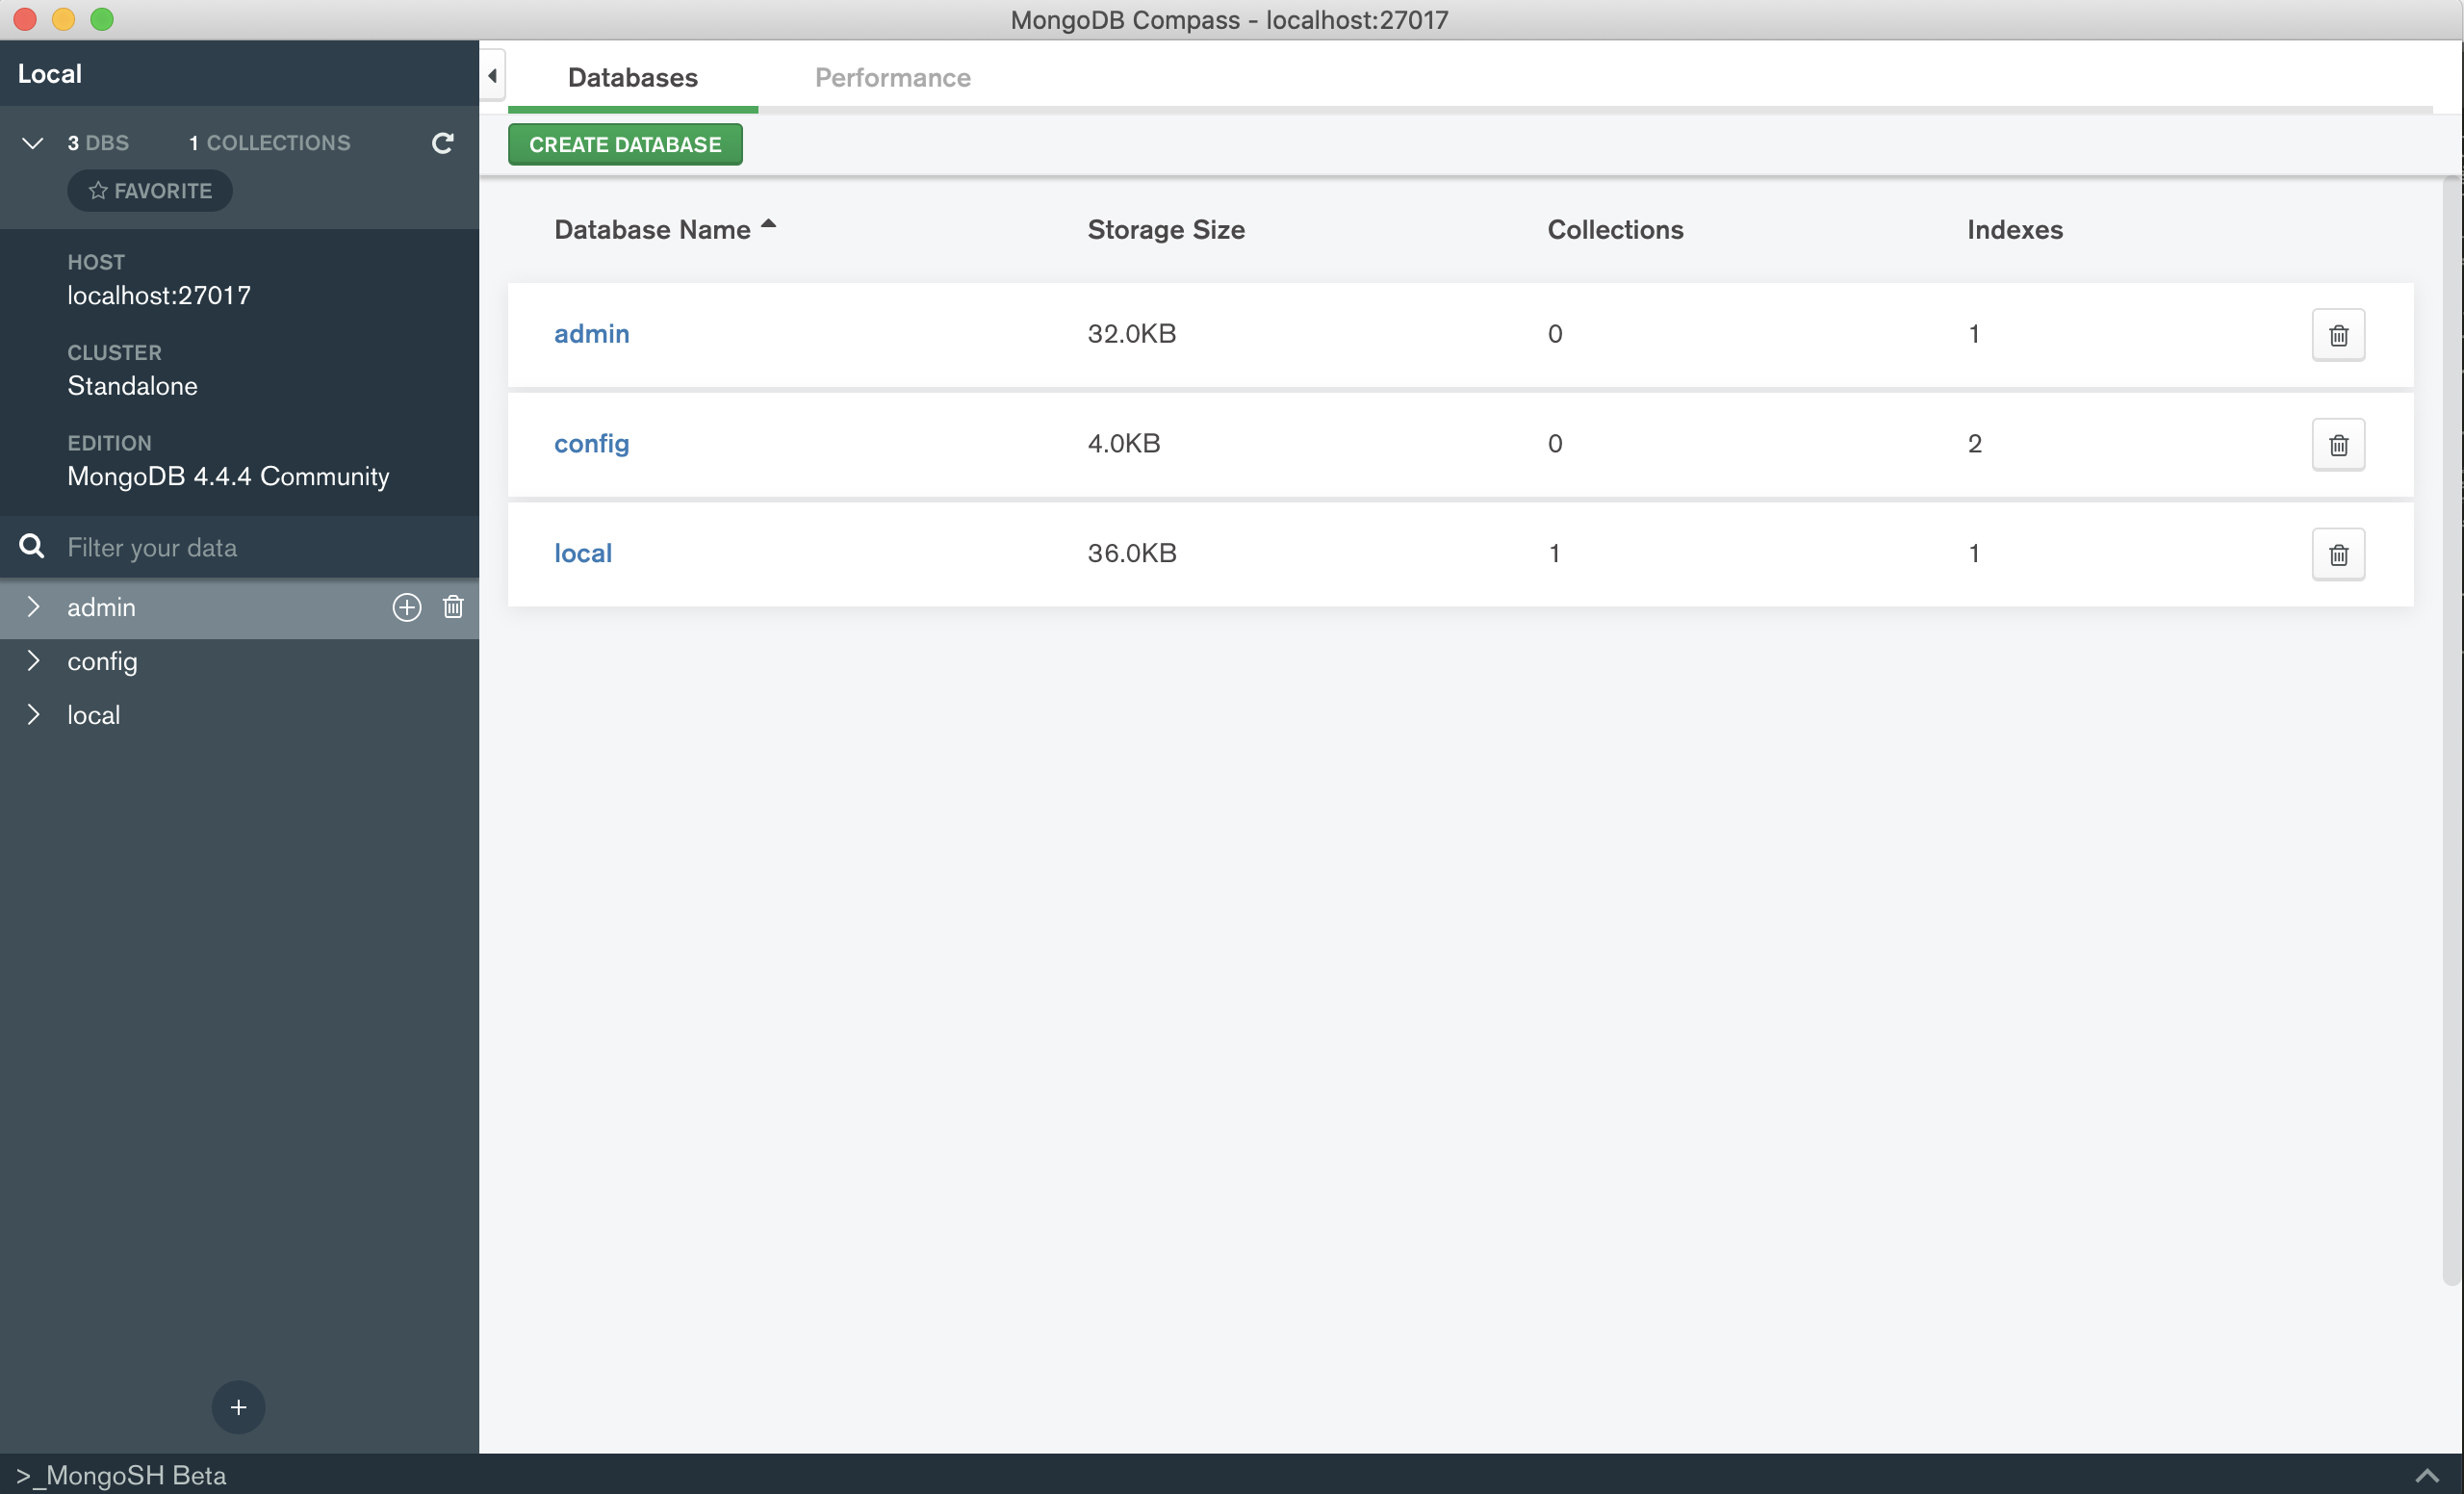 MongoDB Compass - localhost:27017
Local
3 DBS 1 COLLECTIONS
FAVORITE
HOST
localhost:27017
CLUSTER
Standalone
EDITION
MongoDB 4.4.4 Community
Filter your data
admin
config
local
Databases Performance
CREATE DATABASE
Database Name Storage Size Collections Indexes
admin 32.0KB 0 1
config 4.0KB 0 2
local 36.0KB 1 1
>_MongoSH Beta